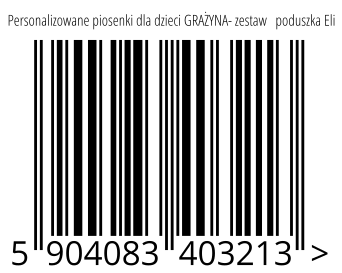 Personalizowane piosenki dla dzieci GRAŻYNA- zestaw poduszka Eli
5 904083 403213 >